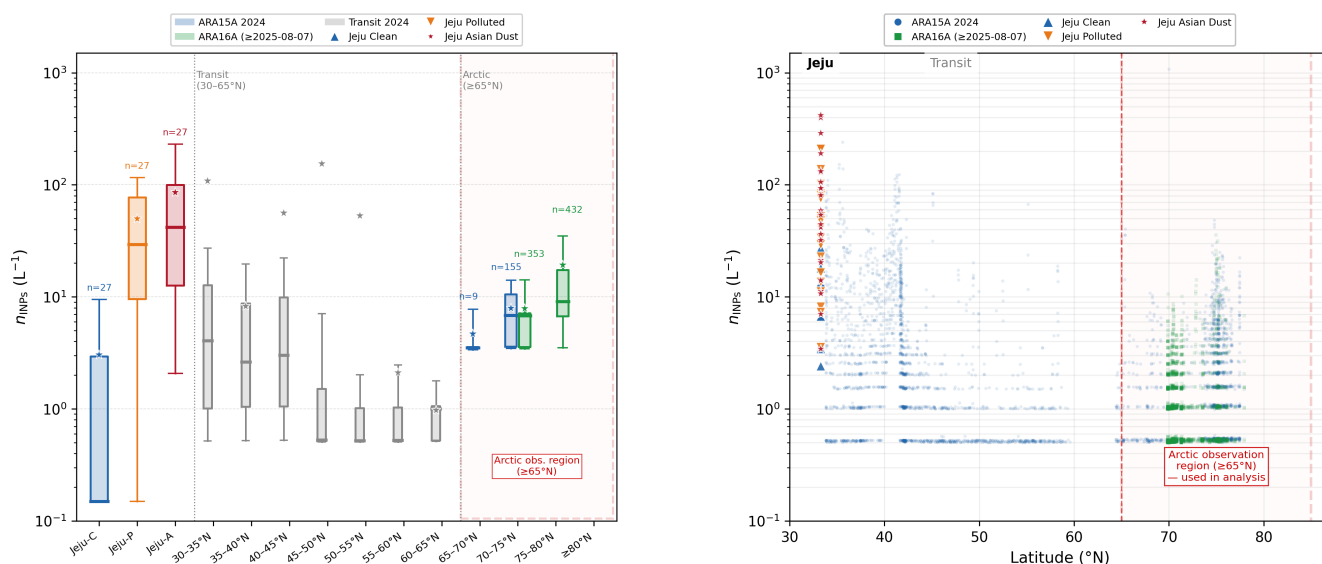 ARA15A 2024
ARA16A (≥2025-08-07)
Transit 2024
Jeju Clean
Jeju Polluted
Jeju Asian Dust
10³
10²
10¹
10⁰
10⁻¹
n_INPs (L⁻¹)
Transit
(30–65°N)
Arctic
(≥65°N)
n=27
n=27
n=27
n=9
n=155
n=353
n=432
Arctic obs. region
(≥65°N)
Jeju-C
Jeju-P
Jeju-A
30–35°N
35–40°N
40–45°N
45–50°N
50–55°N
55–60°N
60–65°N
65–70°N
70–75°N
75–80°N
≥80°N
ARA15A 2024
ARA16A (≥2025-08-07)
Jeju Clean
Jeju Polluted
Jeju Asian Dust
10³
10²
10¹
10⁰
10⁻¹
n_INPs (L⁻¹)
Jeju
Transit
Arctic observation
region (≥65°N)
— used in analysis
30
40
50
60
70
80
Latitude (°N)